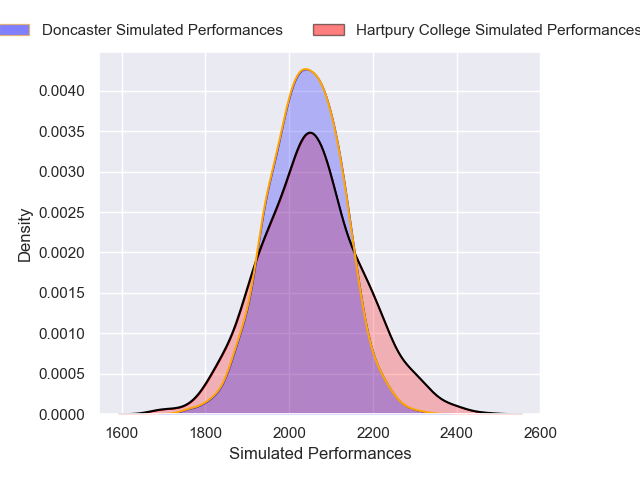 Doncaster Simulated Performances
Hartpury College Simulated Performances
0.0040
0.0035
0.0030
0.0025
0.0020
0.0015
0.0010
0.0005
0.0000
Density
1600 1800 2000 2200 2400 2600
Simulated Performances